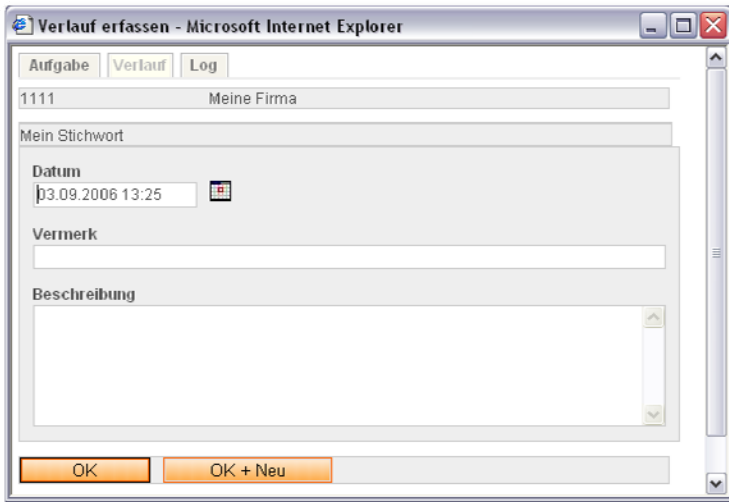 Verlauf erfassen - Microsoft Internet Explorer
Aufgabe Verlauf Log
1111 Meine Firma
Mein Stichwort
Datum
03.09.2006 13:25
Vermerk
Beschreibung
OK OK + Neu